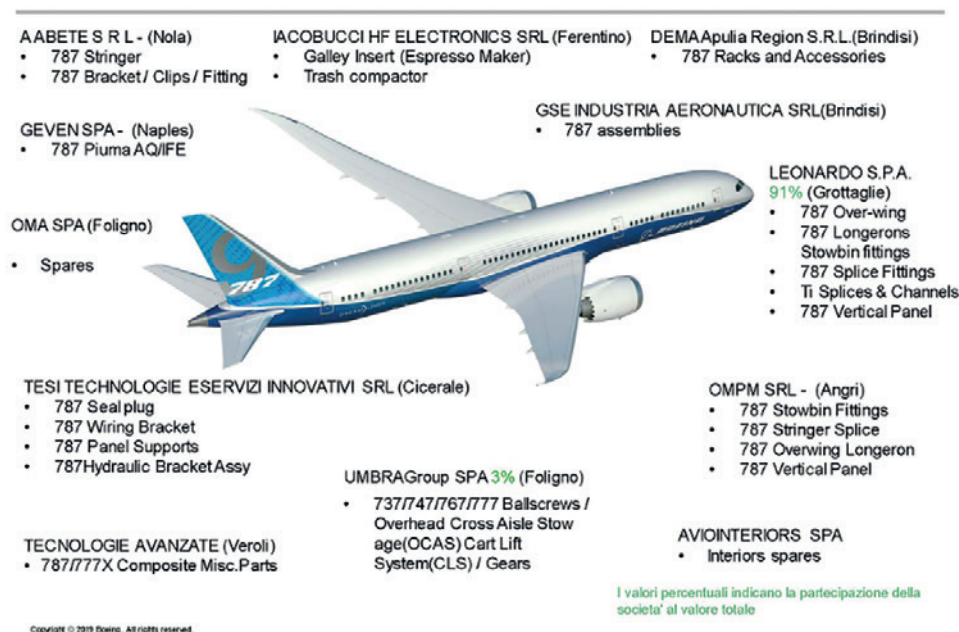 AABETE S R L - (Nola)
• 787 Stringer
• 787 Bracket / Clips / Fitting
IACOBUCCI HF ELECTRONICS SRL (Ferentino)
• Galley Insert (Espresso Maker)
• Trash compactor
DEMA Apulia Region S.R.L.(Brindisi)
• 787 Racks and Accessories
GEVEN SPA - (Naples)
• 787 Piuma AQ/IFE
GSE INDUSTRIA AERONAUTICA SRL(Brindisi)
• 787 assemblies
LEONARDO S.P.A.
91% (Grottaglie)
• 787 Over-wing
• 787 Longerons
Stowbin fittings
• 787 Splice Fittings
• Ti Splices & Channels
• 787 Vertical Panel
OMA SPA (Foligno)
• Spares
787
BOEING
TESI TECHNOLOGIE ESERVIZI INNOVATIVI SRL (Cicerale)
• 787 Sealplug
• 787 Wiring Bracket
• 787 Panel Supports
• 787Hydraulic Bracket Assy
OMPM SRL - (Angri)
• 787 Stowbin Fittings
• 787 Stringer Splice
• 787 Overwing Longeron
• 787 Vertical Panel
UMBRAGroup SPA 3% (Foligno)
• 737/747/767/777 Ballscrews /
Overhead Cross Aisle Stow
age(OCAS) Cart Lift
System(CLS) / Gears
TECNOLOGIE AVANZATE (Veroli)
• 787/777X Composite Misc.Parts
AVIOINTERIORS SPA
• Interiors spares
I valori percentuali indicano la partecipazione della
societa' al valore totale
Copyright © 2019 Boeing. All rights reserved.